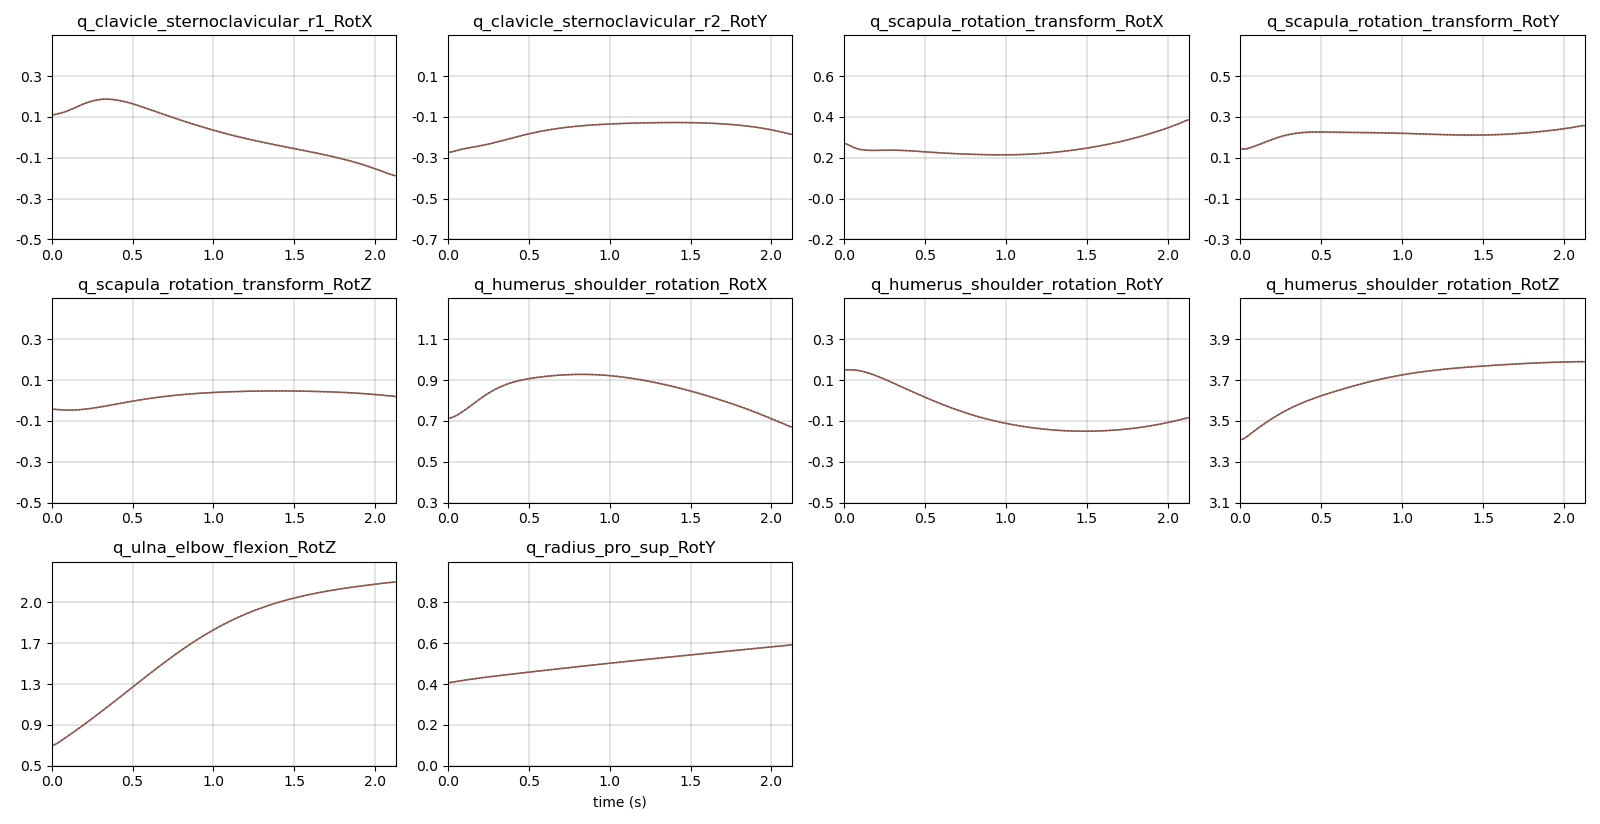 q_clavicle_sternoclavicular_r1_RotX
0.3
0.1
-0.1
-0.3
-0.5
0.0 0.5 1.0 1.5 2.0
q_clavicle_sternoclavicular_r2_RotY
0.1
-0.1
-0.3
-0.5
-0.7
0.0 0.5 1.0 1.5 2.0
q_scapula_rotation_transform_RotX
0.6
0.4
0.2
-0.0
-0.2
0.0 0.5 1.0 1.5 2.0
q_scapula_rotation_transform_RotY
0.5
0.3
0.1
-0.1
-0.3
0.0 0.5 1.0 1.5 2.0
q_scapula_rotation_transform_RotZ
0.3
0.1
-0.1
-0.3
-0.5
0.0 0.5 1.0 1.5 2.0
q_humerus_shoulder_rotation_RotX
1.1
0.9
0.7
0.5
0.3
0.0 0.5 1.0 1.5 2.0
q_humerus_shoulder_rotation_RotY
0.3
0.1
-0.1
-0.3
-0.5
0.0 0.5 1.0 1.5 2.0
q_humerus_shoulder_rotation_RotZ
3.9
3.7
3.5
3.3
3.1
0.0 0.5 1.0 1.5 2.0
q_ulna_elbow_flexion_RotZ
2.0
1.7
1.3
0.9
0.5
0.0 0.5 1.0 1.5 2.0
q_radius_pro_sup_RotY
0.8
0.6
0.4
0.2
0.0
0.0 0.5 1.0 1.5 2.0
time (s)